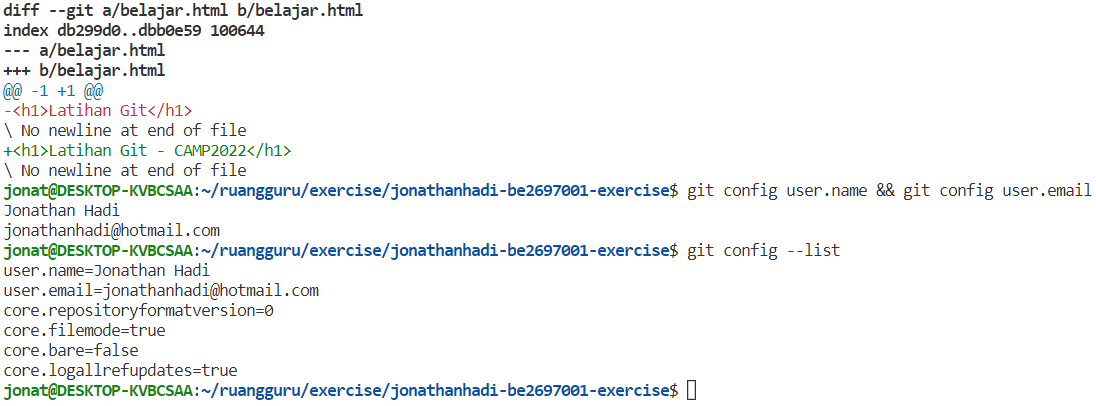 diff --git a/belajar.html b/belajar.html
index db299d0..dbb0e59 100644
--- a/belajar.html
+++ b/belajar.html
@@ -1 +1 @@
-<h1>Latihan Git</h1>
\ No newline at end of file
+<h1>Latihan Git - CAMP2022</h1>
\ No newline at end of file
jonat@DESKTOP-KVBCSAA:~/ruangguru/exercise/jonathanhadi-be2697001-exercise$ git config user.name && git config user.email
Jonathan Hadi
jonathanhadi@hotmail.com
jonat@DESKTOP-KVBCSAA:~/ruangguru/exercise/jonathanhadi-be2697001-exercise$ git config --list
user.name=Jonathan Hadi
user.email=jonathanhadi@hotmail.com
core.repositoryformatversion=0
core.filemode=true
core.bare=false
core.logallrefupdates=true
jonat@DESKTOP-KVBCSAA:~/ruangguru/exercise/jonathanhadi-be2697001-exercise$